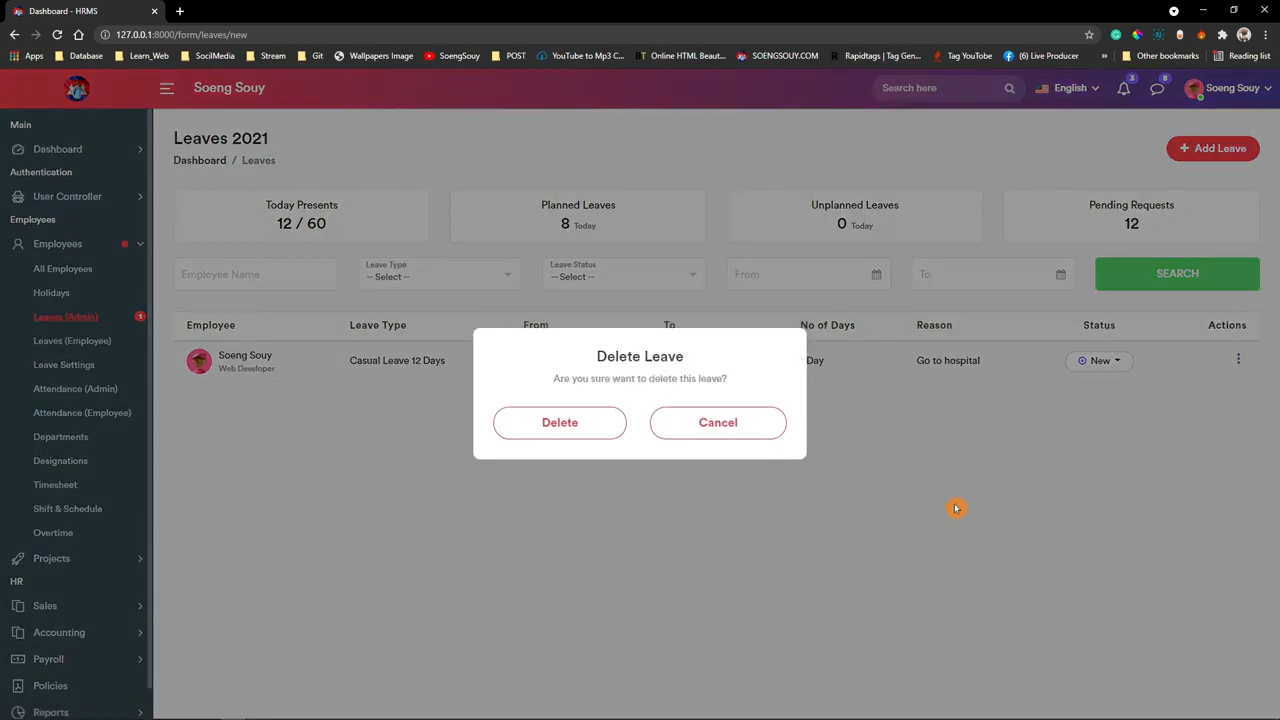 Dashboard - HRMS
127.0.0.1:8000/form/leaves/new
Apps Database Learn_Web SocilMedia Stream Git Wallpapers Image SoengSouy POST YouTube to Mp3 C... Online HTML Beaut... SOENGSOUY.COM Rapidtags | Tag Gen... Tag YouTube (6) Live Producer » Other bookmarks Reading list
Soeng Souy
Search here
English
3
8
Soeng Souy
Main
Dashboard
Authentication
User Controller
Employees
Employees
All Employees
Holidays
Leaves (Admin) 1
Leaves (Employee)
Leave Settings
Attendance (Admin)
Attendance (Employee)
Departments
Designations
Timesheet
Shift & Schedule
Overtime
Projects
HR
Sales
Accounting
Payroll
Policies
Reports
Leaves 2021
Dashboard / Leaves
+ Add Leave
Today Presents
12 / 60
Planned Leaves
8 Today
Unplanned Leaves
0 Today
Pending Requests
12
Employee Name
Leave Type
-- Select --
Leave Status
-- Select --
From
To
SEARCH
Employee Leave Type From To No of Days Reason Status Actions
Soeng Souy
Web Developer
Casual Leave 12 Days
Day
Go to hospital
New
Delete Leave
Are you sure want to delete this leave?
Delete
Cancel